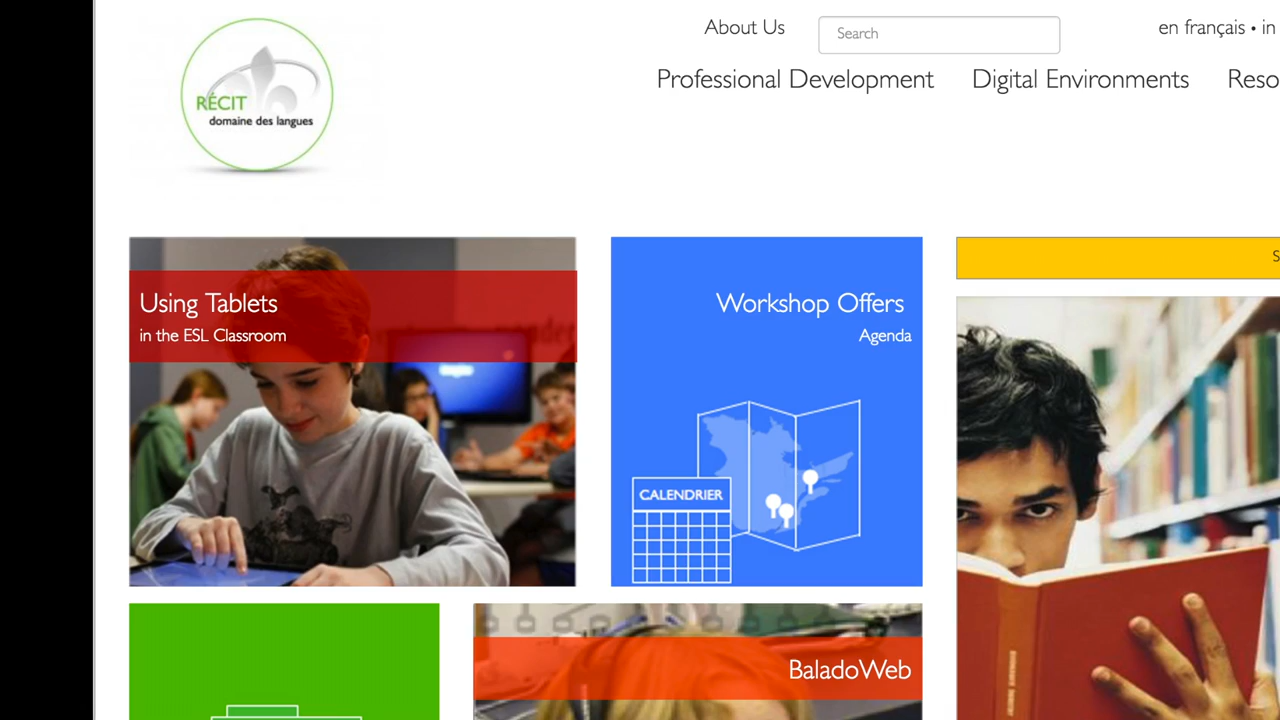 About Us
Search
en français • in
Professional Development
Digital Environments
Reso
RÉCIT
domaine des langues
Using Tablets
in the ESL Classroom
Workshop Offers
Agenda
S
CALENDRIER
BaladoWeb